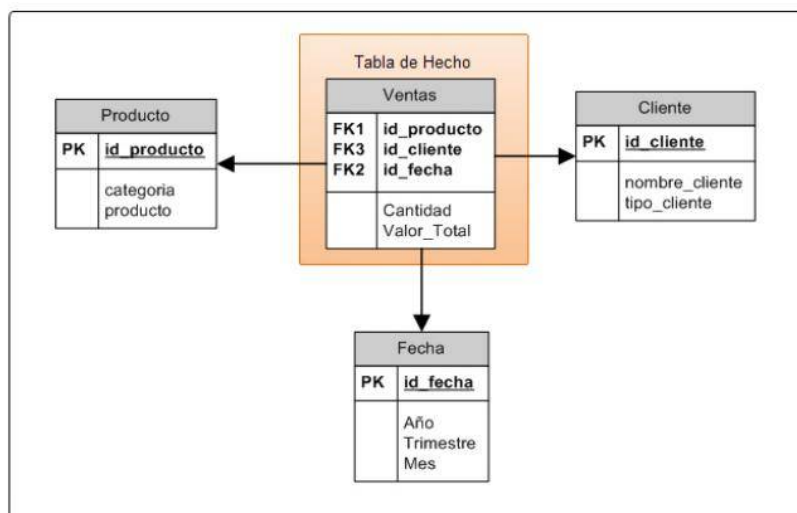 Tabla de Hecho
Ventas
FK1 id_producto
FK3 id_cliente
FK2 id_fecha
Cantidad
Valor_Total
Producto
PK id_producto
categoria
producto
Cliente
PK id_cliente
nombre_cliente
tipo_cliente
Fecha
PK id_fecha
Año
Trimestre
Mes